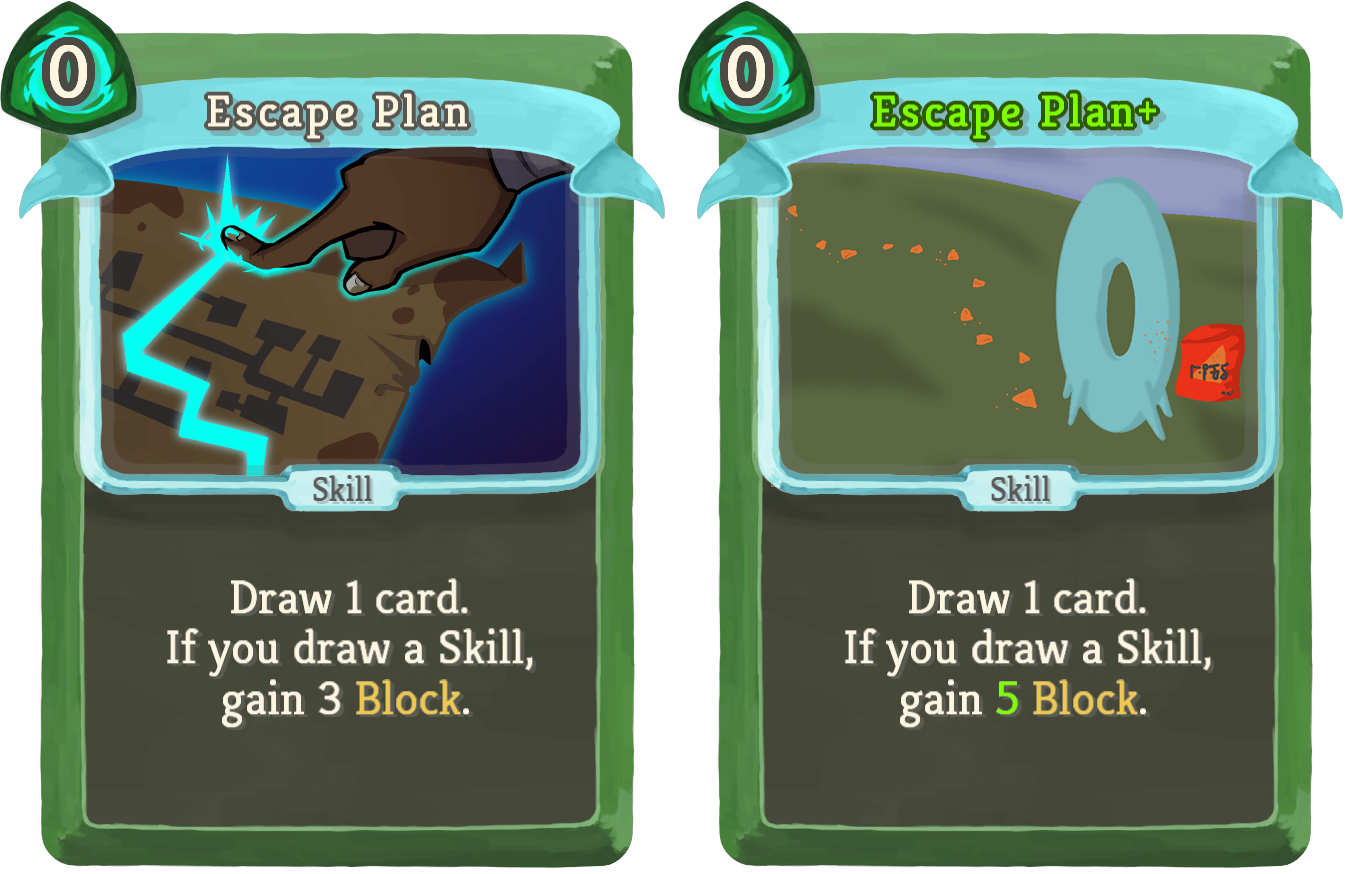 0
Escape Plan
Skill
Draw 1 card.
If you draw a Skill,
gain 3 Block.
0
Escape Plan+
Skill
Draw 1 card.
If you draw a Skill,
gain 5 Block.